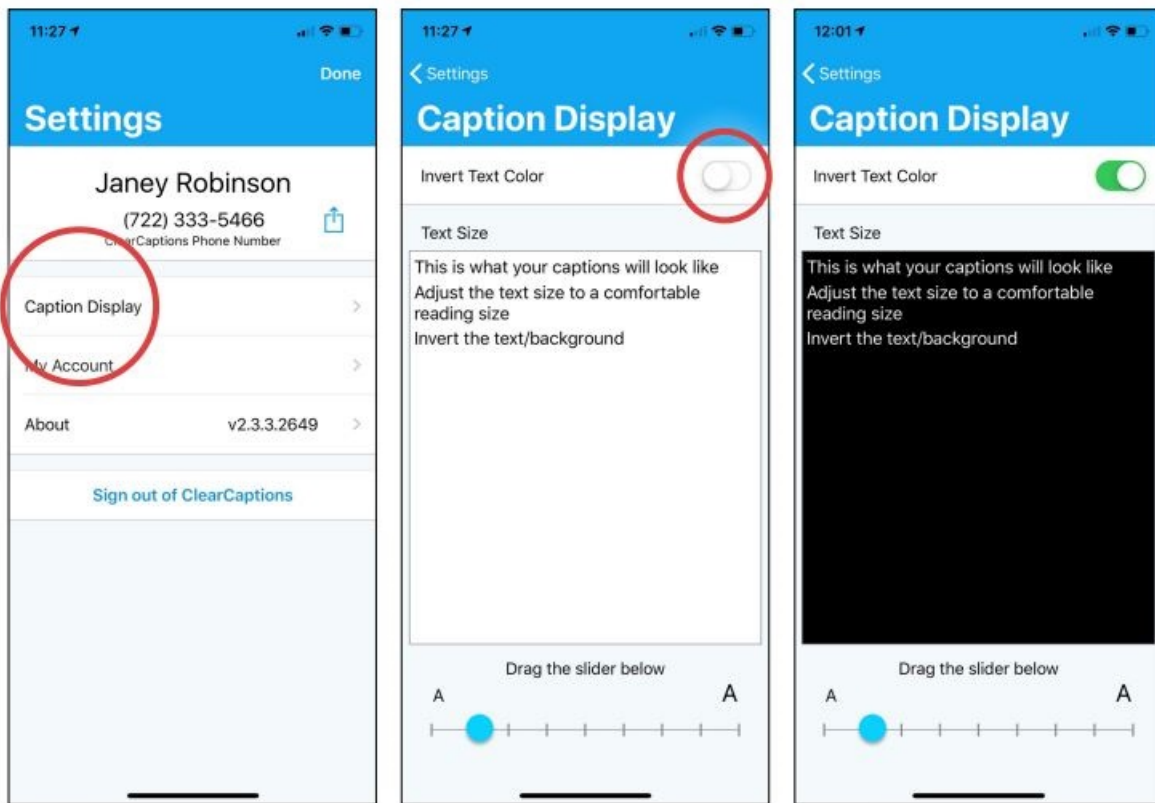 11:27
Done
Settings
Janey Robinson
(722) 333-5466
ClearCaptions Phone Number
Caption Display
My Account
About v2.3.3.2649
Sign out of ClearCaptions
11:27
Settings
Caption Display
Invert Text Color
Text Size
This is what your captions will look like
Adjust the text size to a comfortable
reading size
Invert the text/background
Drag the slider below
A A
12:01
Settings
Caption Display
Invert Text Color
Text Size
This is what your captions will look like
Adjust the text size to a comfortable
reading size
Invert the text/background
Drag the slider below
A A